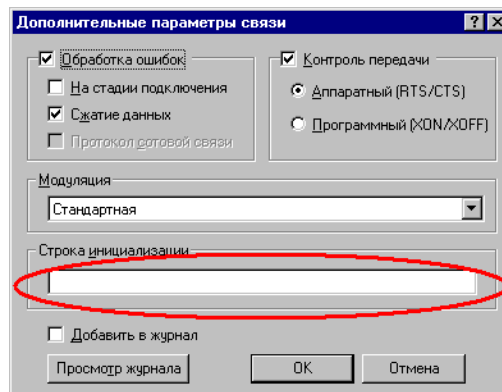 Дополнительные параметры связи
Обработка ошибок
На стадии подключения
Сжатие данных
Протокол сотовой связи
Контроль передачи
Аппаратный (RTS/CTS)
Программный (XON/XOFF)
Модуляция
Стандартная
Строка инициализации
Добавить в журнал
Просмотр журнала
OK
Отмена